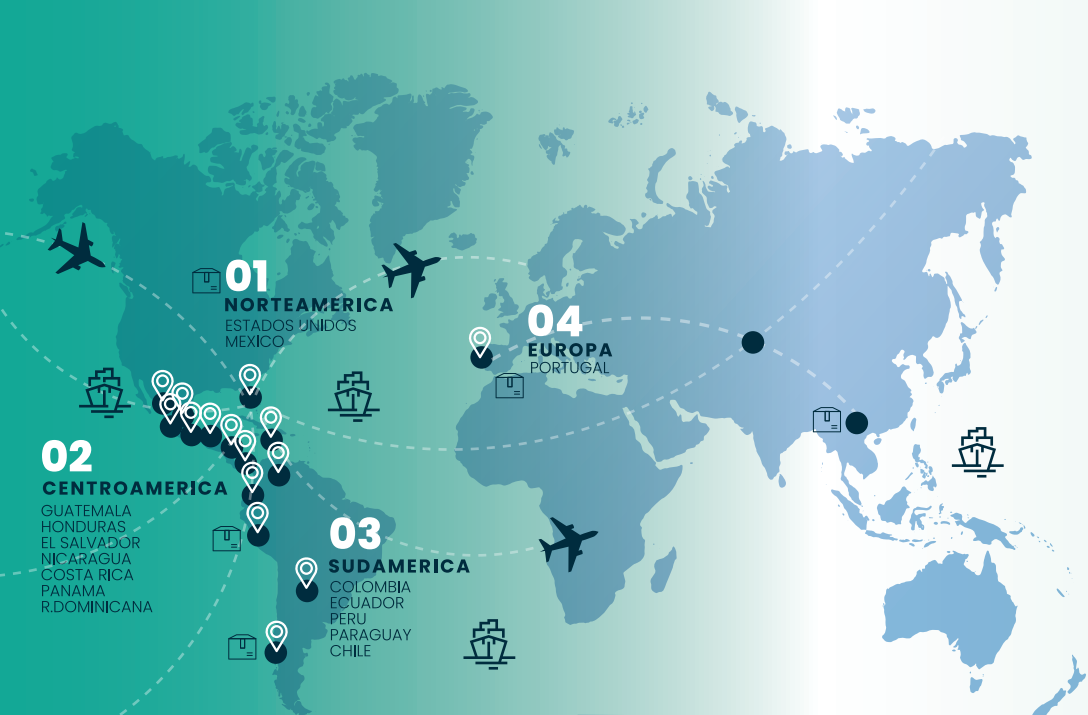 01
NORTEAMERICA
ESTADOS UNIDOS
MEXICO
02
CENTROAMERICA
GUATEMALA
HONDURAS
EL SALVADOR
NICARAGUA
COSTA RICA
PANAMA
R.DOMINICANA
03
SUDAMERICA
COLOMBIA
ECUADOR
PERU
PARAGUAY
CHILE
04
EUROPA
PORTUGAL